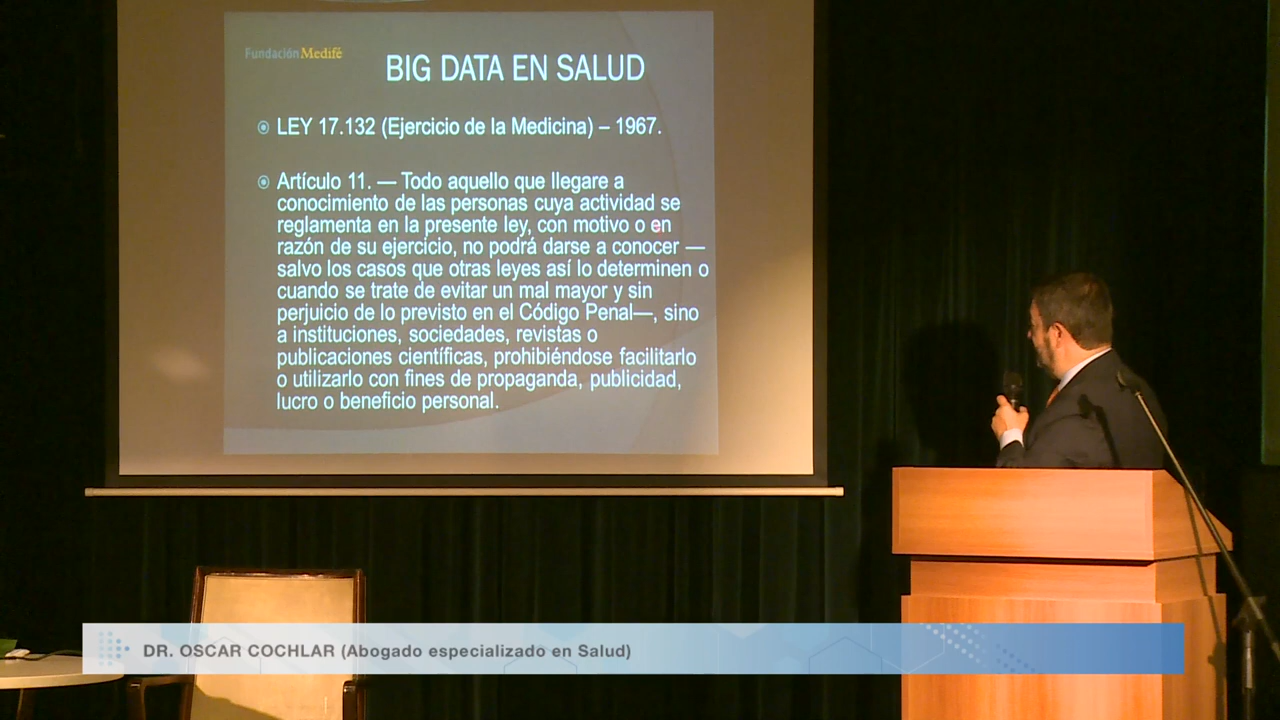 Fundación Medifé
BIG DATA EN SALUD
LEY 17.132 (Ejercicio de la Medicina) – 1967.
Artículo 11. — Todo aquello que llegare a
conocimiento de las personas cuya actividad se
reglamenta en la presente ley, con motivo o en
razón de su ejercicio, no podrá darse a conocer —
salvo los casos que otras leyes así lo determinen o
cuando se trate de evitar un mal mayor y sin
perjuicio de lo previsto en el Código Penal—, sino
a instituciones, sociedades, revistas o
publicaciones científicas, prohibiéndose facilitarlo
o utilizarlo con fines de propaganda, publicidad,
lucro o beneficio personal.
DR. OSCAR COCHLAR (Abogado especializado en Salud)